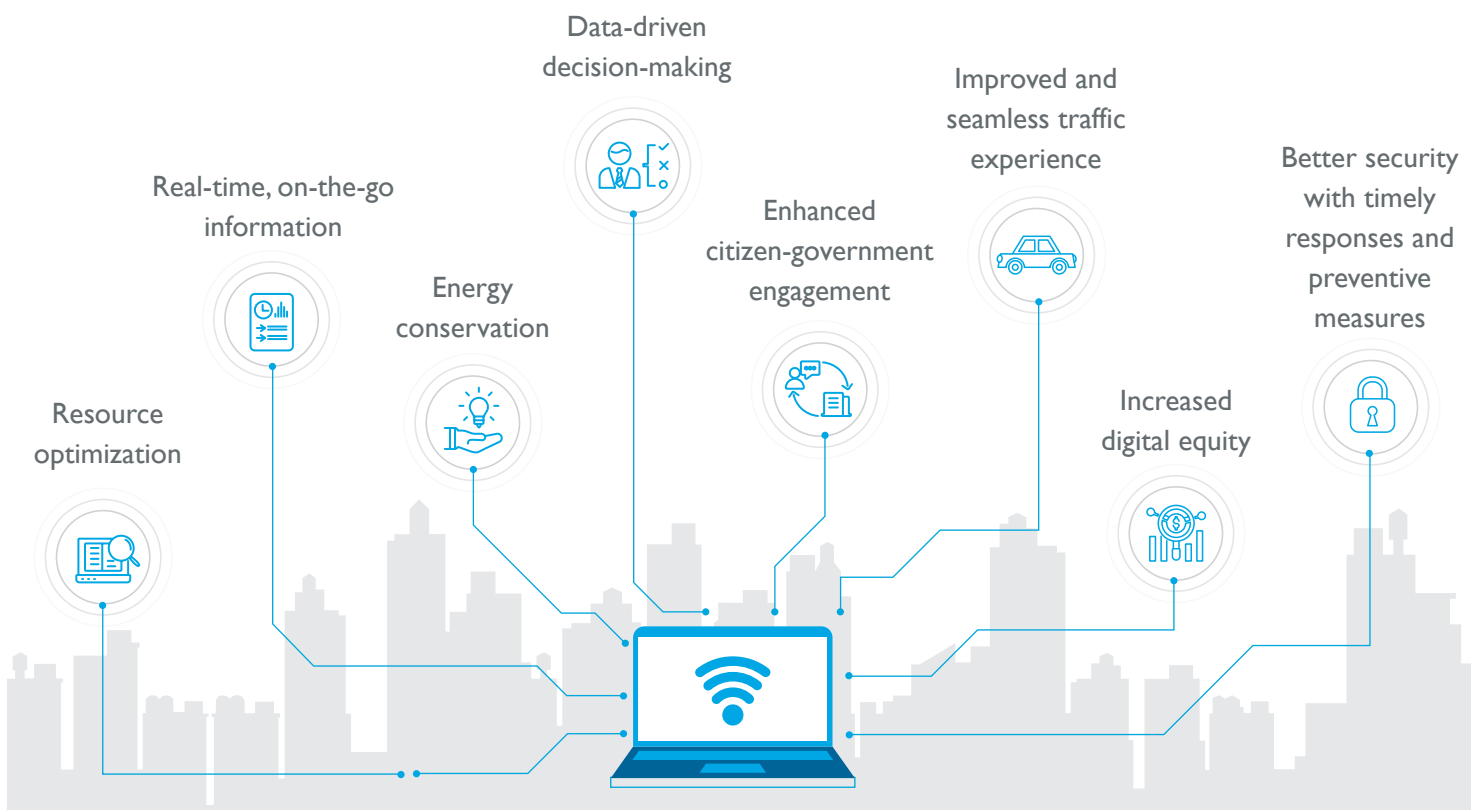 Data-driven
decision-making
Improved and
seamless traffic
experience
Better security
with timely
responses and
preventive
measures
Real-time, on-the-go
information
Enhanced
citizen-government
engagement
Energy
conservation
Increased
digital equity
Resource
optimization
$